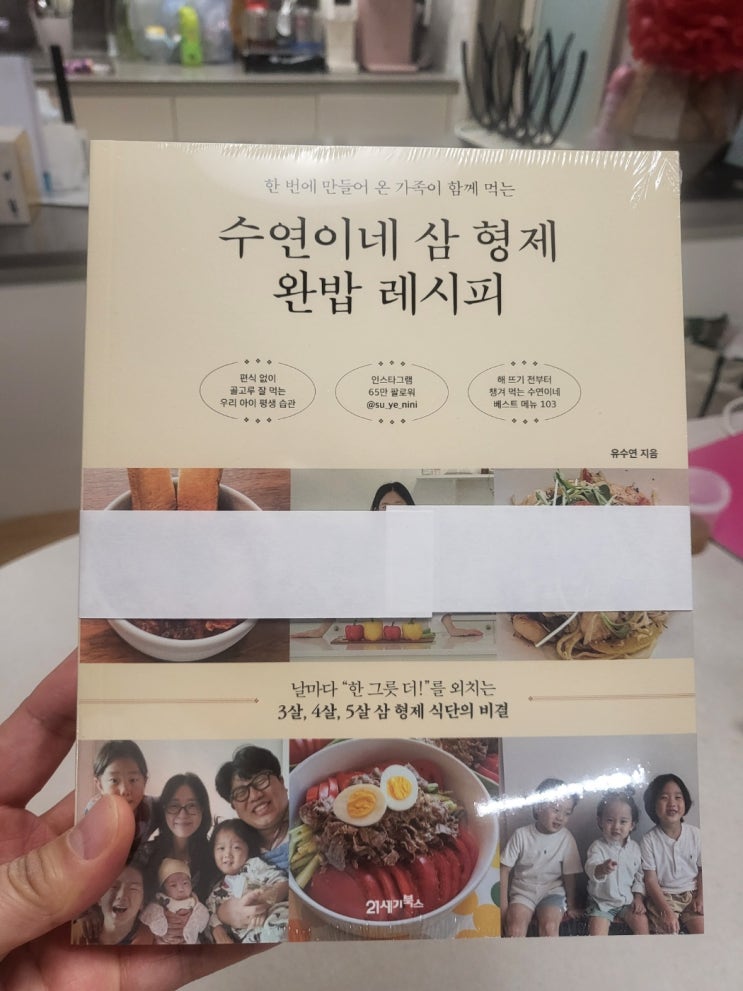 한 번에 만들어 온 가족이 함께 먹는
수연이네 삼 형제
완밥 레시피
편식 없이
골고루 잘 먹는
우리 아이 평생 습관
인스타그램
65만 팔로워
@su_ye_nini
해 뜨기 전부터
챙겨 먹는 수연이네
베스트 메뉴 103
유수연 지음
날마다 “한 그릇 더!”를 외치는
3살, 4살, 5살 삼 형제 식단의 비결
21세기북스